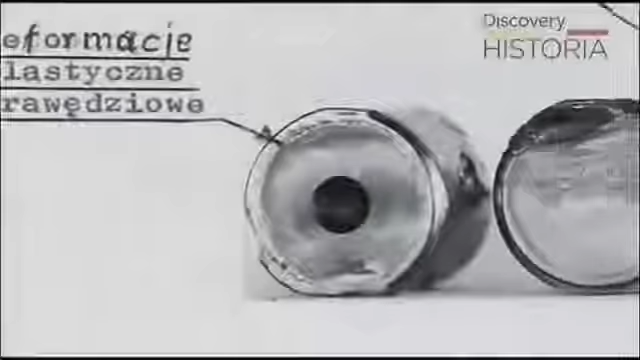 eformacje
lastyczne
rawędziowe
Discovery
HISTORIA